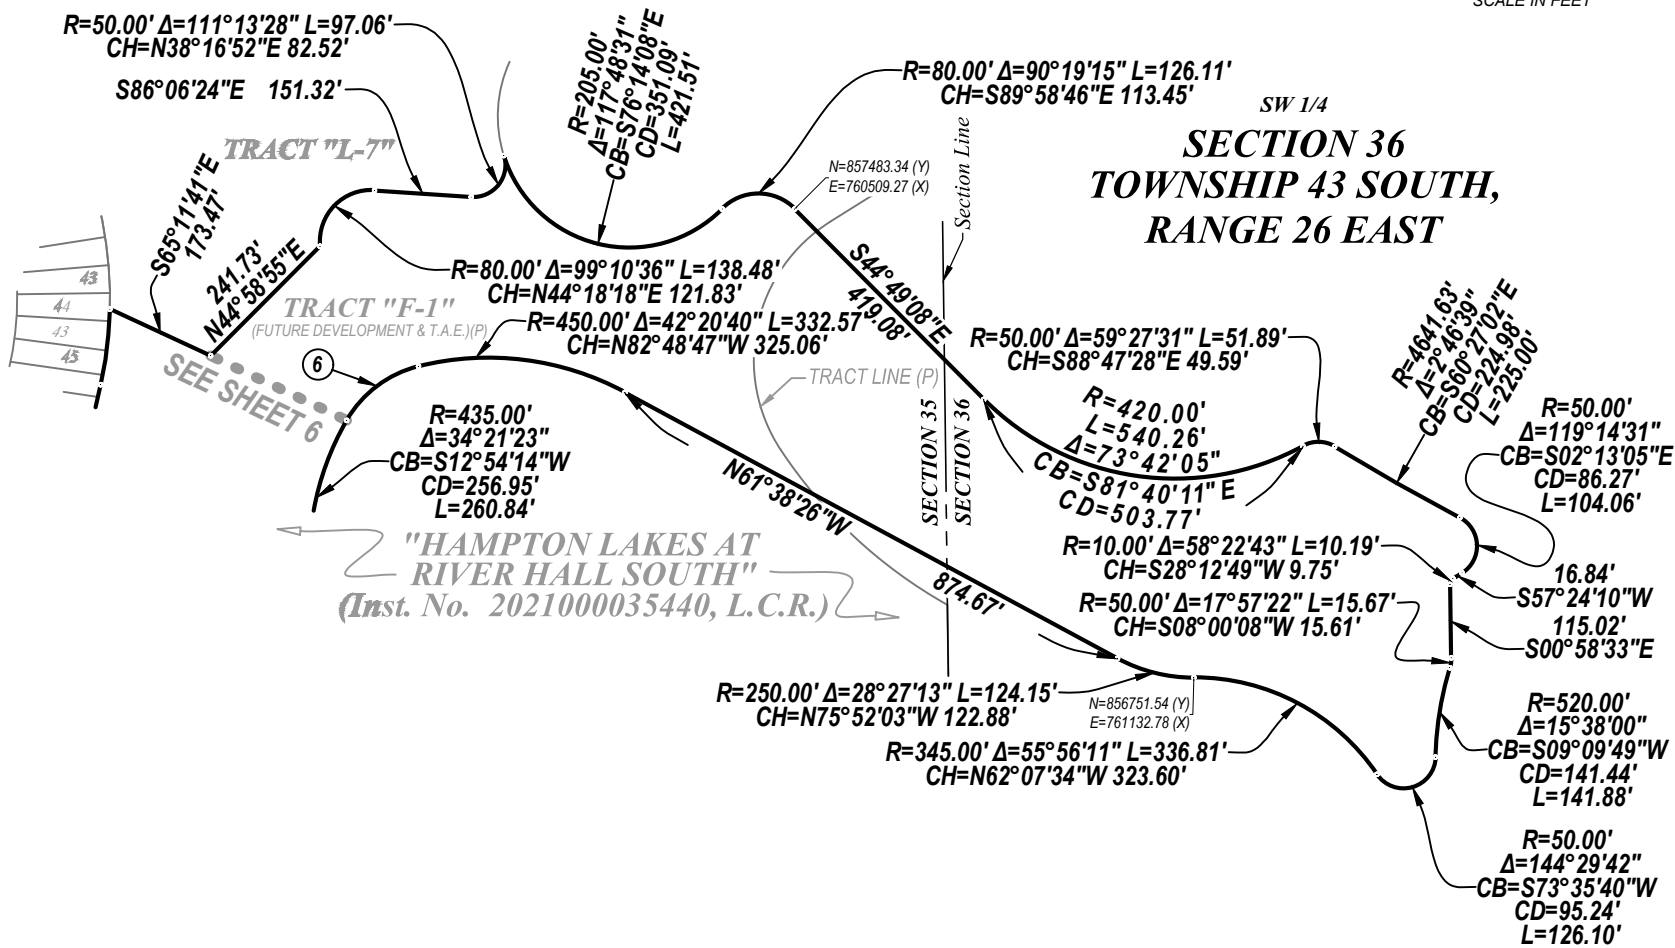 SCALE IN FEET
R=50.00' Δ=111°13'28" L=97.06'
CH=N38°16'52"E 82.52'
S86°06'24"E 151.32'
R=205.00'
Δ=117°48'31"
CB=S76°14'08"E
CD=351.09'
L=421.51'
R=80.00' Δ=90°19'15" L=126.11'
CH=S89°58'46"E 113.45'
SW 1/4
SECTION 36
TOWNSHIP 43 SOUTH,
RANGE 26 EAST
TRACT "L-7"
N=857483.34 (Y)
E=760509.27 (X)
Section Line
S65°11'41"E
173.47'
241.73'
N44°58'55"E
43
44
43
45
R=80.00' Δ=99°10'36" L=138.48'
CH=N44°18'18"E 121.83'
TRACT "F-1"
(FUTURE DEVELOPMENT & T.A.E.)(P)
R=450.00' Δ=42°20'40" L=332.57'
CH=N82°48'47"W 325.06'
S44°49'08"E
419.08'
R=50.00' Δ=59°27'31" L=51.89'
CH=S88°47'28"E 49.59'
R=4641.63'
Δ=2°46'39"
CB=S60°27'02"E
CD=224.98'
L=225.00'
6
SEE SHEET 6
TRACT LINE (P)
R=435.00'
Δ=34°21'23"
CB=S12°54'14"W
CD=256.95'
L=260.84'
SECTION 35
SECTION 36
R=420.00'
L=540.26'
Δ=73°42'05"
CB=S81°40'11"E
CD=503.77'
R=50.00'
Δ=119°14'31"
CB=S02°13'05"E
CD=86.27'
L=104.06'
N61°38'26"W
874.67'
"HAMPTON LAKES AT
RIVER HALL SOUTH"
(Inst. No. 2021000035440, L.C.R.)
R=10.00' Δ=58°22'43" L=10.19'
CH=S28°12'49"W 9.75'
16.84'
S57°24'10"W
R=50.00' Δ=17°57'22" L=15.67'
CH=S08°00'08"W 15.61'
115.02'
S00°58'33"E
R=250.00' Δ=28°27'13" L=124.15'
CH=N75°52'03"W 122.88'
N=856751.54 (Y)
E=761132.78 (X)
R=345.00' Δ=55°56'11" L=336.81'
CH=N62°07'34"W 323.60'
R=520.00'
Δ=15°38'00"
CB=S09°09'49"W
CD=141.44'
L=141.88'
R=50.00'
Δ=144°29'42"
CB=S73°35'40"W
CD=95.24'
L=126.10'